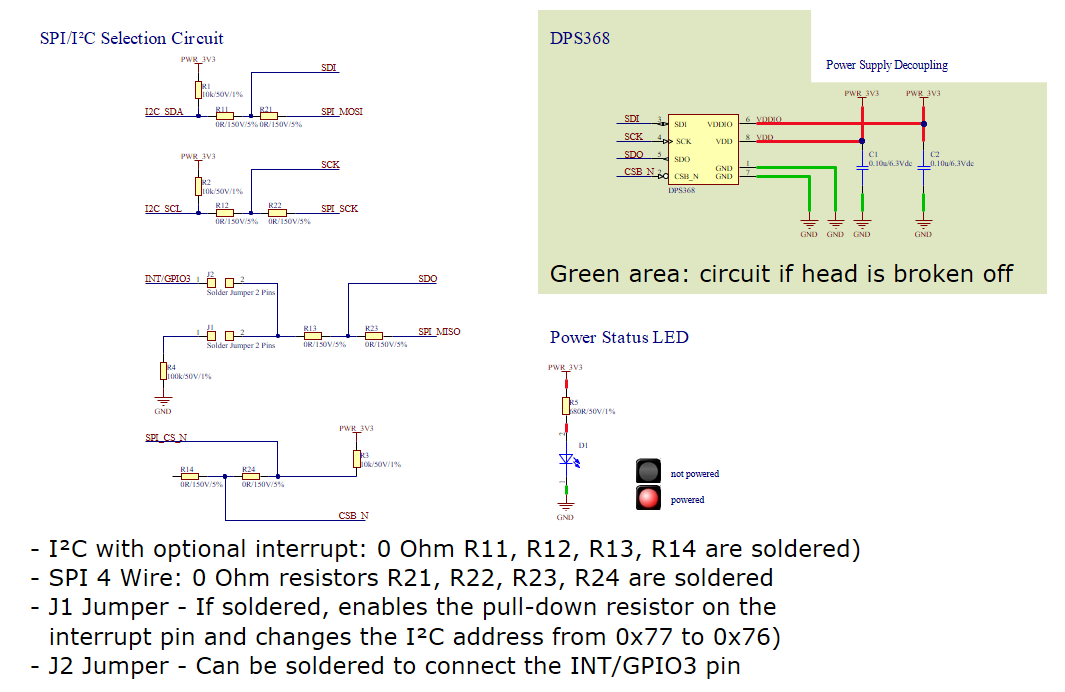 SPI/I²C Selection Circuit
PWR_3V3
SDI
R1
10k/50V/1%
I2C_SDA
R11
R21
SPI_MOSI
0R/150V/5%
0R/150V/5%
PWR_3V3
SCK
R2
10k/50V/1%
I2C_SCL
R12
R22
SPI_SCK
0R/150V/5%
0R/150V/5%
INT/GPIO3
1
J2
2
SDO
Solder Jumper 2 Pins
1
J1
2
R13
R23
SPI_MISO
Solder Jumper 2 Pins
0R/150V/5%
0R/150V/5%
R4
100k/50V/1%
GND
SPI_CS_N
PWR_3V3
R3
10k/50V/1%
R14
R24
0R/150V/5%
0R/150V/5%
CSB_N
DPS368
Power Supply Decoupling
PWR_3V3
PWR_3V3
SDI
3
SDI
VDDIO
6
VDDIO
SCK
4
SCK
VDD
8
VDD
SDO
5
SDO
GND
1
CSB_N
2
CSB_N
GND
7
DPS368
C1
0.10u/6.3Vdc
C2
0.10u/6.3Vdc
GND
GND
GND
GND
Green area: circuit if head is broken off
Power Status LED
PWR_3V3
R5
680R/50V/1%
2
D1
1
GND
not powered
powered
- I²C with optional interrupt: 0 Ohm R11, R12, R13, R14 are soldered)
- SPI 4 Wire: 0 Ohm resistors R21, R22, R23, R24 are soldered
- J1 Jumper - If soldered, enables the pull-down resistor on the
interrupt pin and changes the I²C address from 0x77 to 0x76)
- J2 Jumper - Can be soldered to connect the INT/GPIO3 pin